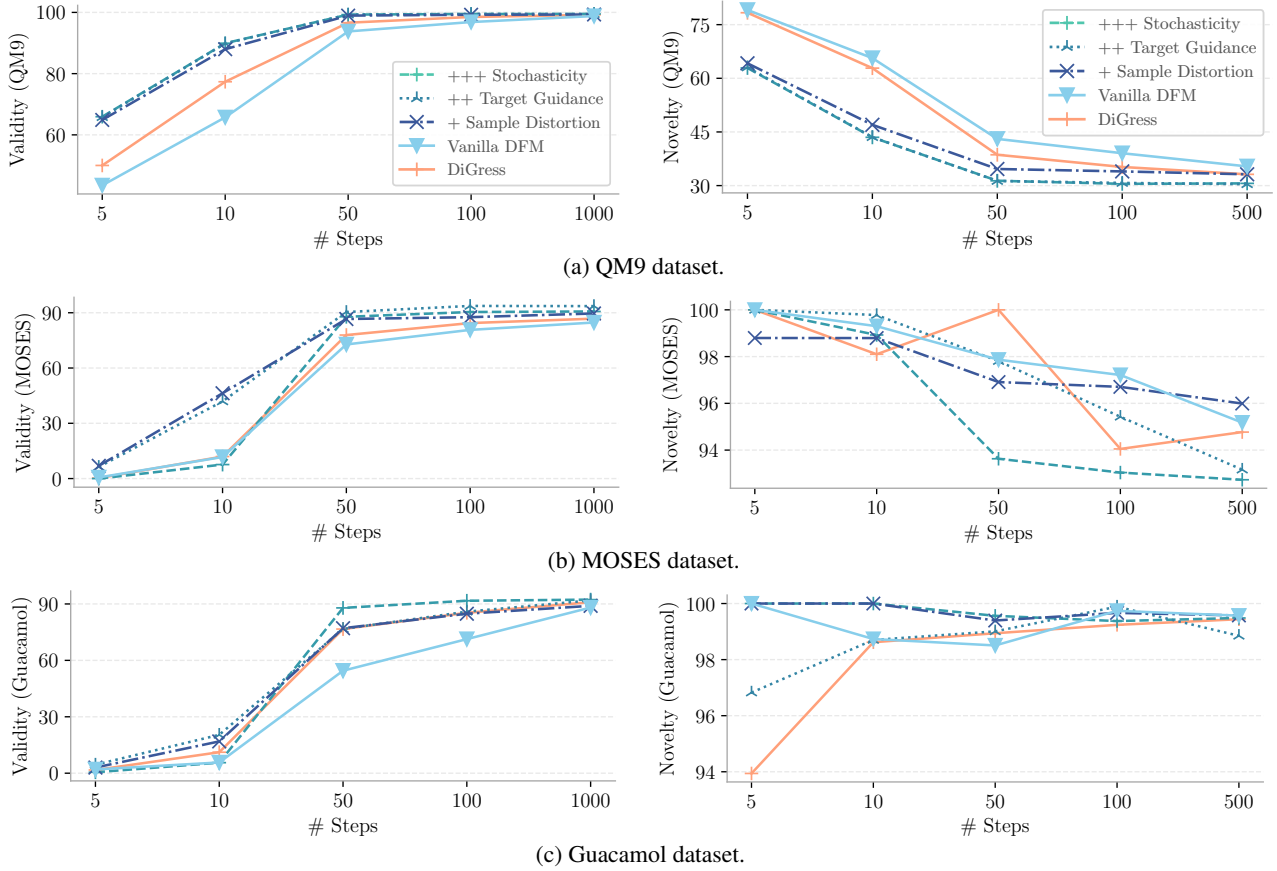 Validity (QM9)
100
80
60
5 10 50 100 1000
# Steps
+++ Stochasticity
++ Target Guidance
+ Sample Distortion
Vanilla DFM
DiGress
Novelty (QM9)
75
60
45
30
5 10 50 100 500
# Steps
+++ Stochasticity
++ Target Guidance
+ Sample Distortion
Vanilla DFM
DiGress
(a) QM9 dataset.
Validity (MOSES)
90
60
30
0
5 10 50 100 1000
# Steps
Novelty (MOSES)
100
98
96
94
5 10 50 100 500
# Steps
(b) MOSES dataset.
Validity (Guacamol)
90
60
30
0
5 10 50 100 1000
# Steps
Novelty (Guacamol)
100
98
96
94
5 10 50 100 500
# Steps
(c) Guacamol dataset.